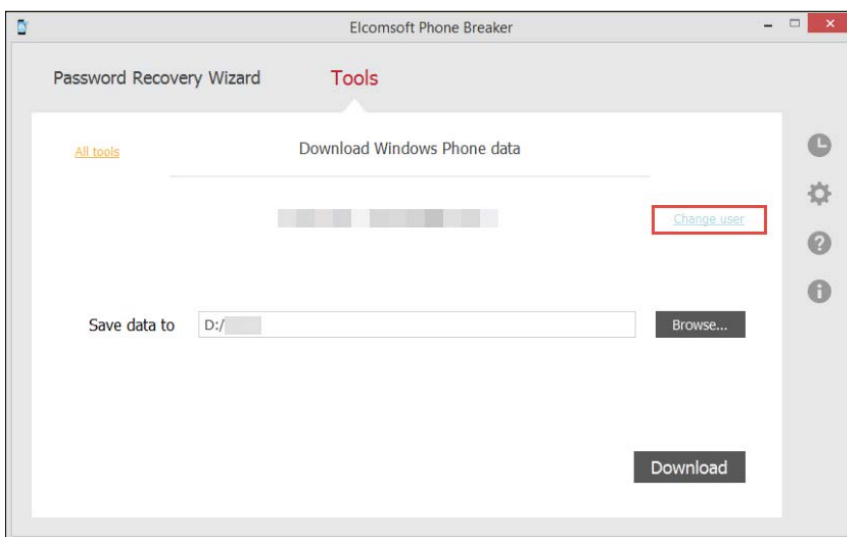 Elcomsoft Phone Breaker
Password Recovery Wizard Tools
All tools
Download Windows Phone data
Change user
Save data to D:/
Browse...
Download